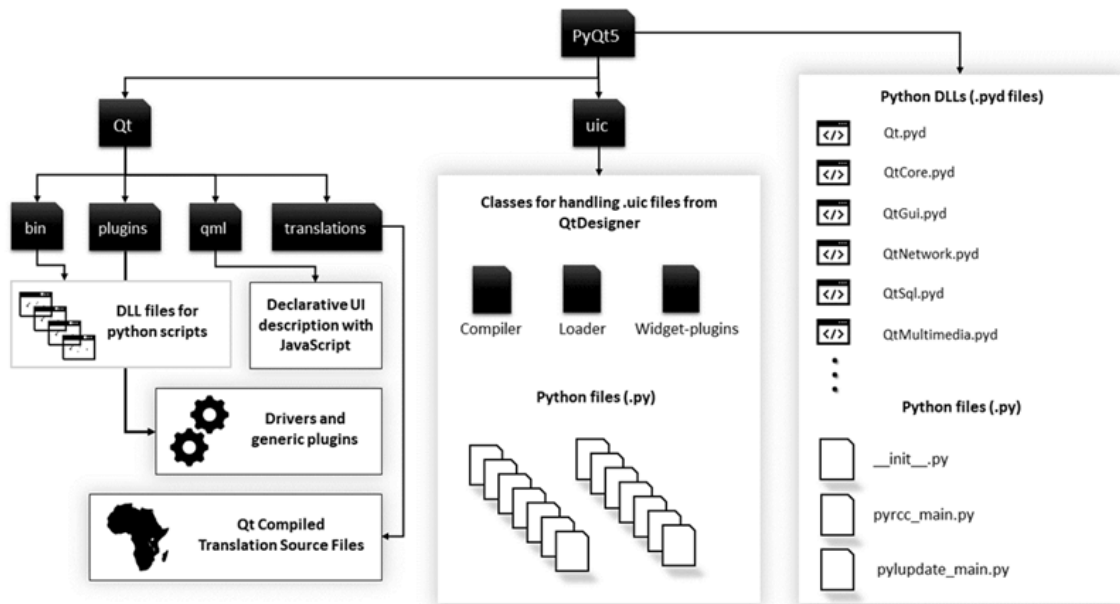 PyQt5
Qt
uic
bin
plugins
qml
translations
DLL files for
python scripts
Declarative UI
description with
JavaScript
Drivers and
generic plugins
Qt Compiled
Translation Source Files
Classes for handling .uic files from
QtDesigner
Compiler
Loader
Widget-plugins
Python files (.py)
Python DLLs (.pyd files)
Qt.pyd
QtCore.pyd
QtGui.pyd
QtNetwork.pyd
QtSql.pyd
QtMultimedia.pyd
Python files (.py)
__init__.py
pyrcc_main.py
pylupdate_main.py